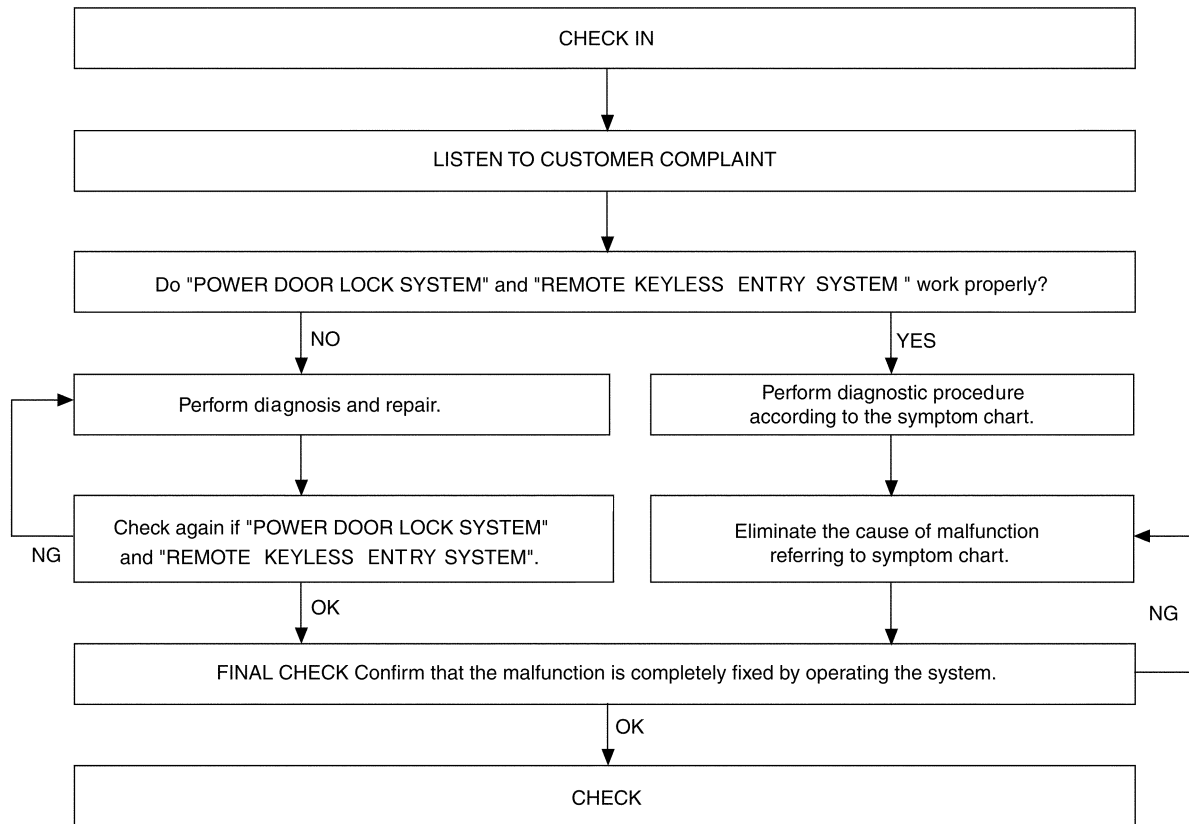 CHECK IN
LISTEN TO CUSTOMER COMPLAINT
Do "POWER DOOR LOCK SYSTEM" and "REMOTE KEYLESS ENTRY SYSTEM " work properly?
NO
YES
Perform diagnosis and repair.
Perform diagnostic procedure
according to the symptom chart.
Check again if "POWER DOOR LOCK SYSTEM"
and "REMOTE KEYLESS ENTRY SYSTEM".
NG
Eliminate the cause of malfunction
referring to symptom chart.
OK
NG
FINAL CHECK Confirm that the malfunction is completely fixed by operating the system.
OK
CHECK